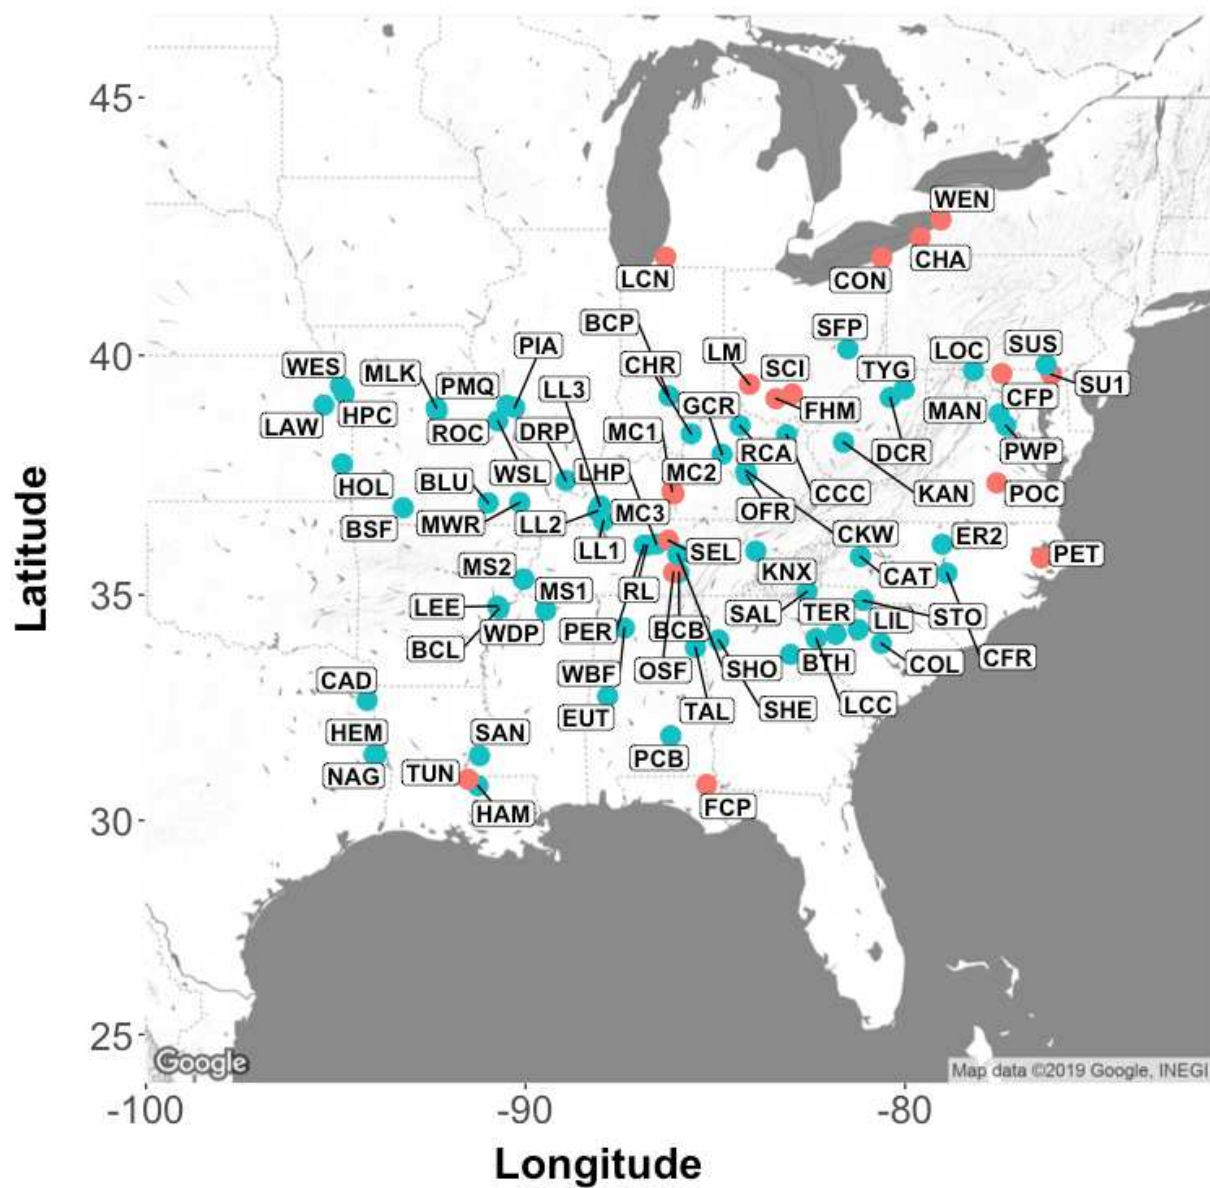 45
WEN
CHA
LCN
CON
BCP
SFP
PIA
LM
LOC
SUS
WES
MLK
PMQ
LL3
CHR
SCI
TYG
SU1
HPC
GCR
FHM
CFP
40
LAW
ROC
DRP
MC1
MAN
DCR
PWP
RCA
WSL
LHP
MC2
HOL
BLU
CCC
KAN
POC
OFR
MC3
BSF
MWR
LL2
CKW
ER2
LL1
SEL
PET
MS2
KNX
CAT
RL
MS1
LEE
SAL
TER
LIL
STO
35
WDP
PER
BCB
BCL
COL
CFR
WBF
OSF
SHO
BTH
CAD
EUT
TAL
SHE
LCC
HEM
SAN
PCB
NAG
TUN
FCP
HAM
30
25
Google
Map data ©2019 Google, INEGI
-100
-90
-80
Latitude
Longitude